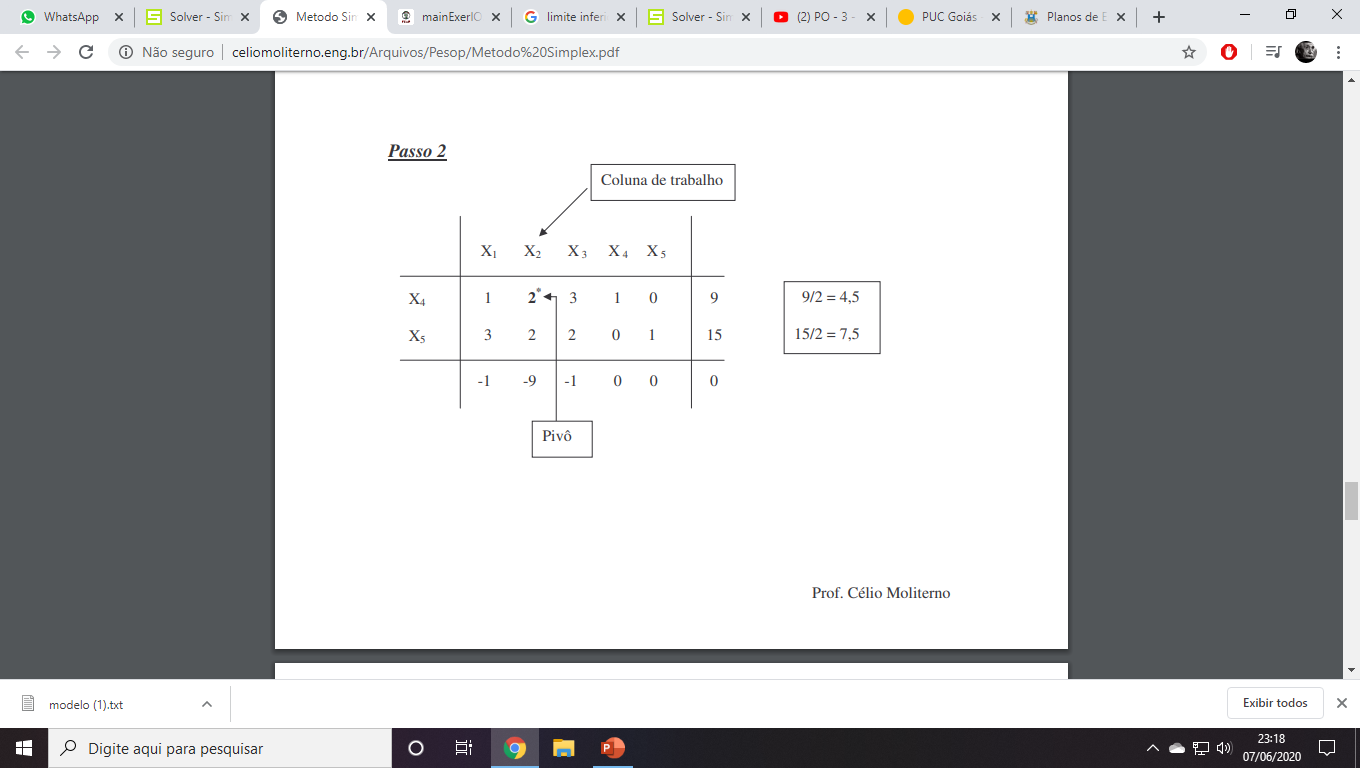 WhatsApp
Solver - Sim
Metodo Sim
mainExerIO
limite inferi
Solver - Sim
(2) PO - 3 -
PUC Goiás -
Planos de E
Não seguro
celiomoliterno.eng.br/Arquivos/Pesop/Metodo%20Simplex.pdf
Passo 2
Coluna de trabalho
X1 X2 X3 X4 X5
X4 1 2* 3 1 0 9
9/2 = 4,5
X5 3 2 2 0 1 15
15/2 = 7,5
-1 -9 -1 0 0 0
Pivô
Prof. Célio Moliterno
modelo (1).txt
Exibir todos
Digite aqui para pesquisar
23:18
07/06/2020